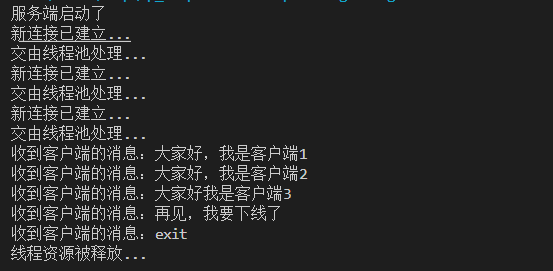 服务端启动了
新连接已建立...
交由线程池处理...
新连接已建立...
交由线程池处理...
新连接已建立...
交由线程池处理...
收到客户端的消息：大家好，我是客户端1
收到客户端的消息：大家好，我是客户端2
收到客户端的消息：大家好我是客户端3
收到客户端的消息：再见，我要下线了
收到客户端的消息：exit
线程资源被释放...